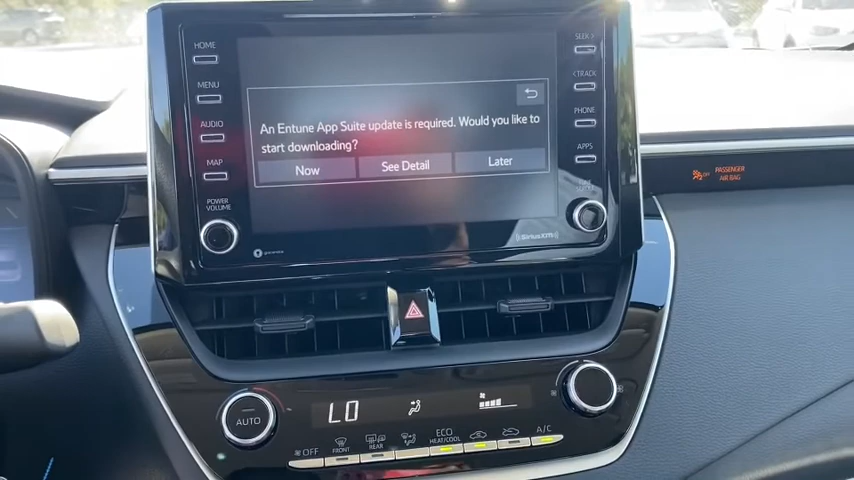 HOME
MENU
AUDIO
MAP
POWER
VOLUME
An Entune App Suite update is required. Would you like to
start downloading?
Now
See Detail
Later
SEEK >
< TRACK
PHONE
APPS
SCROLL
((SiriusXM))
OFF
PASSENGER
AIR BAG
AUTO
LO
OFF
FRONT
REAR
ECO
HEAT/COOL
A/C